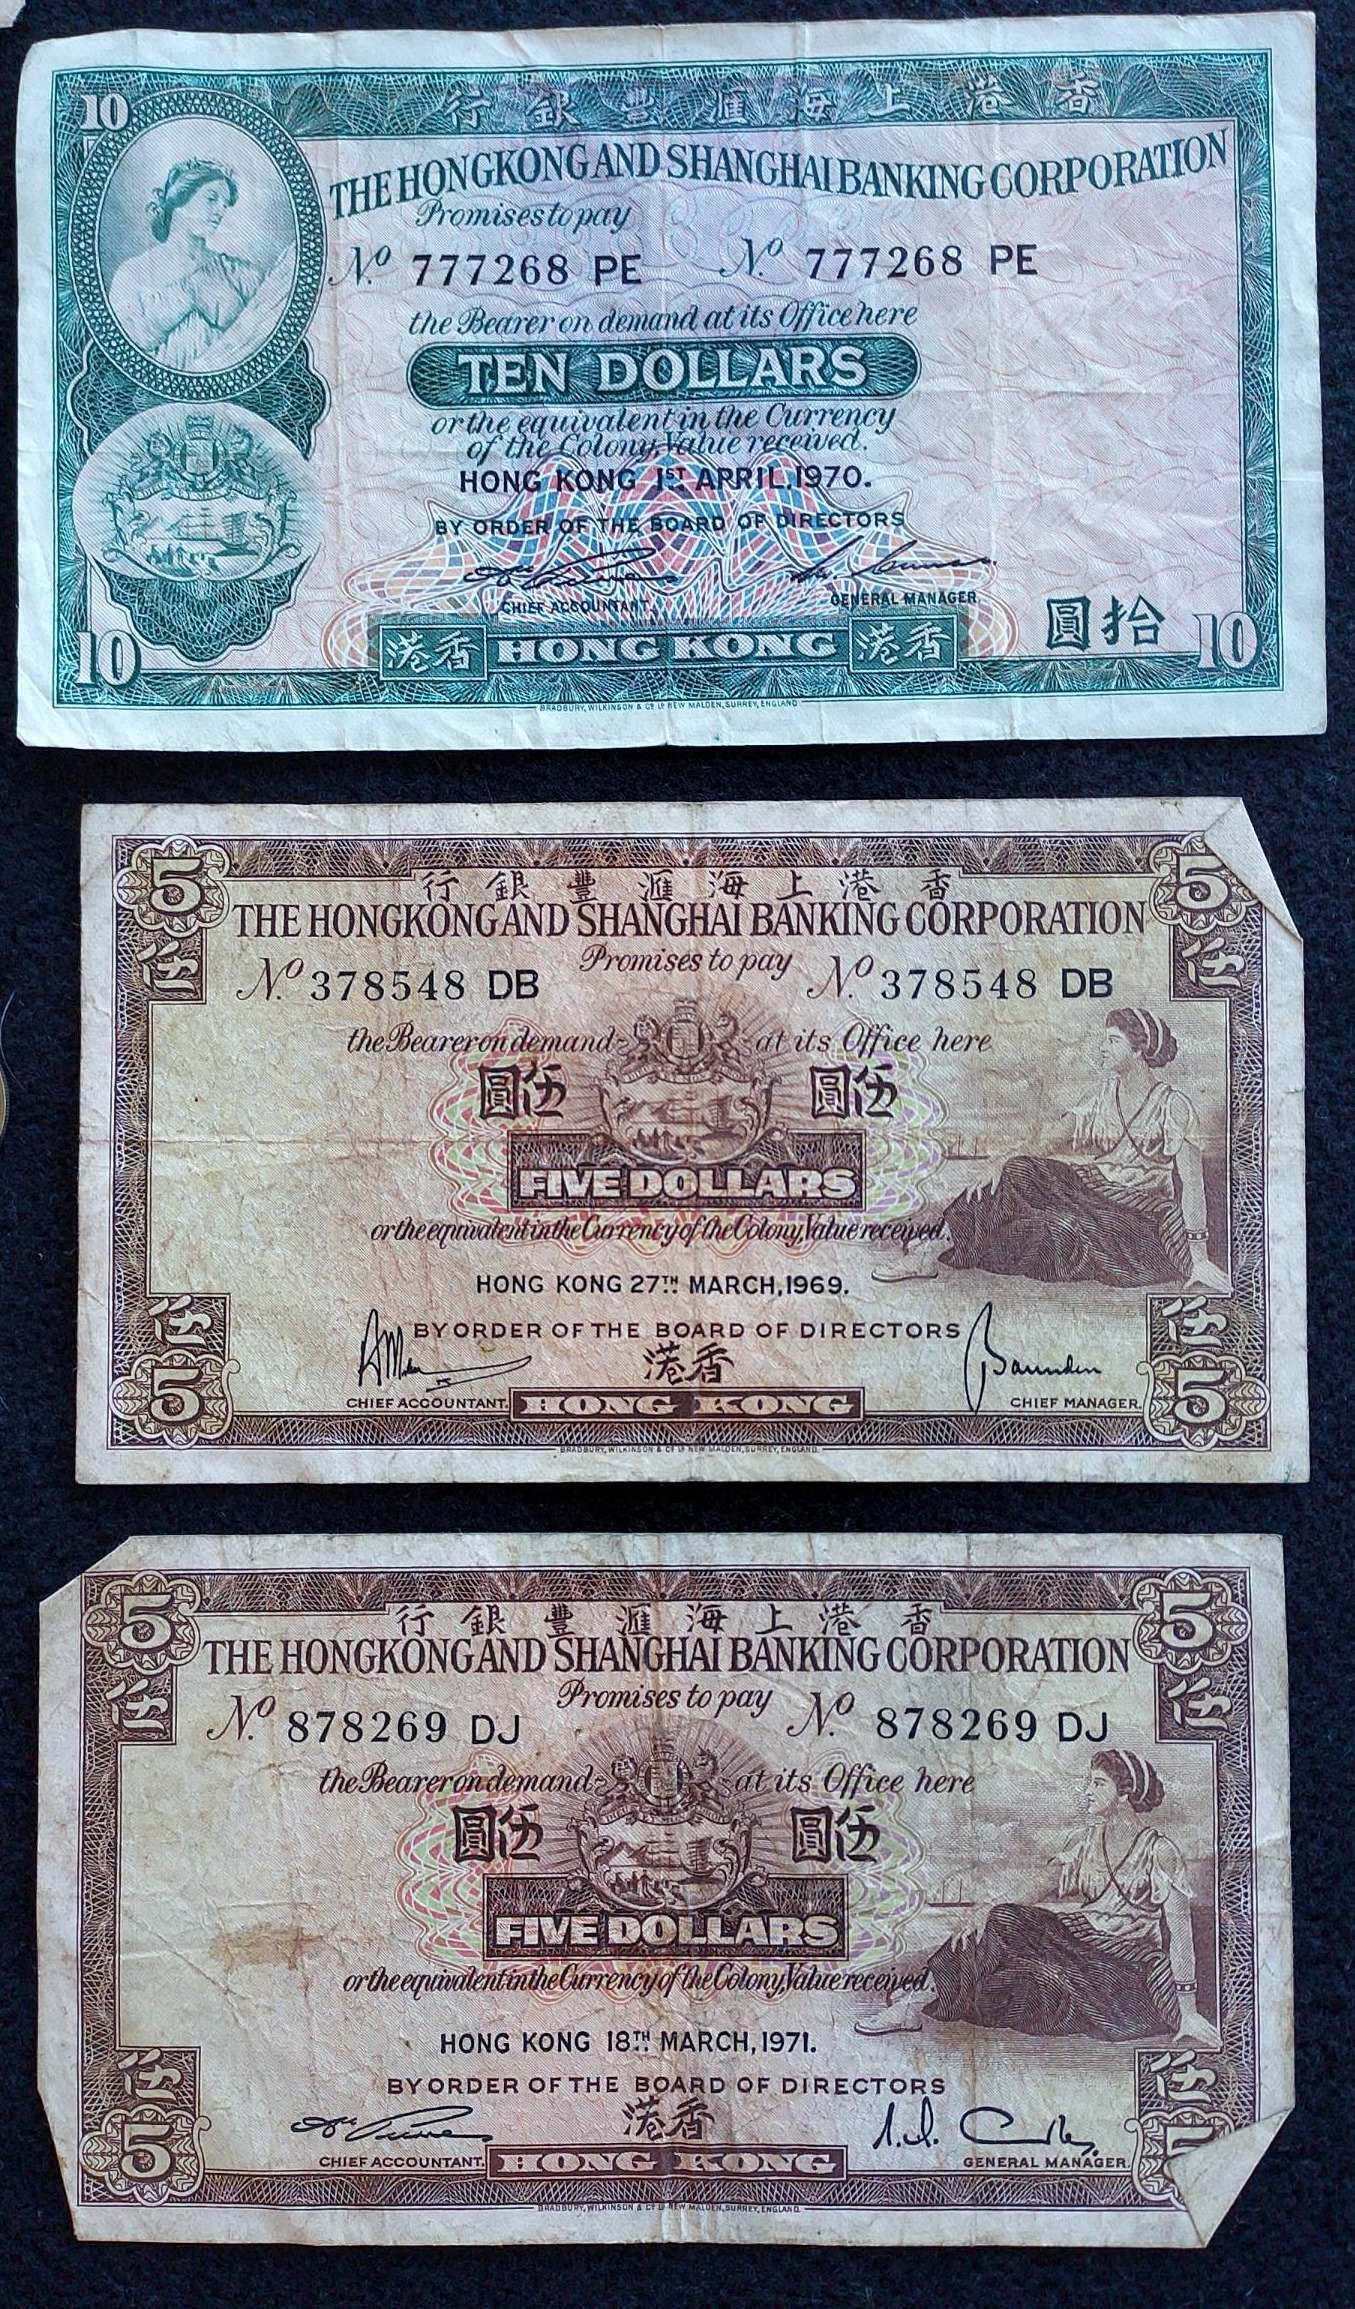 10
行銀豐滙海上港香
THE HONGKONG AND SHANGHAI BANKING CORPORATION
Promises to pay
No. 777268 PE No. 777268 PE
the Bearer on demand at its Office here
TEN DOLLARS
or the equivalent in the Currency
of the Colony, Value received.
HONG KONG 1ST APRIL, 1970.
BY ORDER OF THE BOARD OF DIRECTORS
CHIEF ACCOUNTANT. GENERAL MANAGER
10 港香 HONG KONG 港香 圓拾 10
BRADBURY, WILKINSON & Co. Ld. NEW MALDEN, SURREY, ENGLAND
5 5
行銀豐滙海上港香
THE HONGKONG AND SHANGHAI BANKING CORPORATION
伍 Promises to pay 伍
No. 378548 DB No. 378548 DB
the Bearer on demand at its Office here
圓伍 圓伍
FIVE DOLLARS
or the equivalent in the Currency of the Colony, Value received.
HONG KONG 27TH MARCH, 1969.
伍 BY ORDER OF THE BOARD OF DIRECTORS 伍
港香
5 CHIEF ACCOUNTANT. HONG KONG CHIEF MANAGER. 5
BRADBURY, WILKINSON & Co. Ld. NEW MALDEN, SURREY, ENGLAND.
5 5
行銀豐滙海上港香
THE HONGKONG AND SHANGHAI BANKING CORPORATION
伍 Promises to pay 伍
No. 878269 DJ No. 878269 DJ
the Bearer on demand at its Office here
圓伍 圓伍
FIVE DOLLARS
or the equivalent in the Currency of the Colony, Value received.
HONG KONG 18TH MARCH, 1971.
伍 BY ORDER OF THE BOARD OF DIRECTORS 伍
港香
5 CHIEF ACCOUNTANT. HONG KONG GENERAL MANAGER. 5
BRADBURY, WILKINSON & Co. Ld. NEW MALDEN, SURREY, ENGLAND.